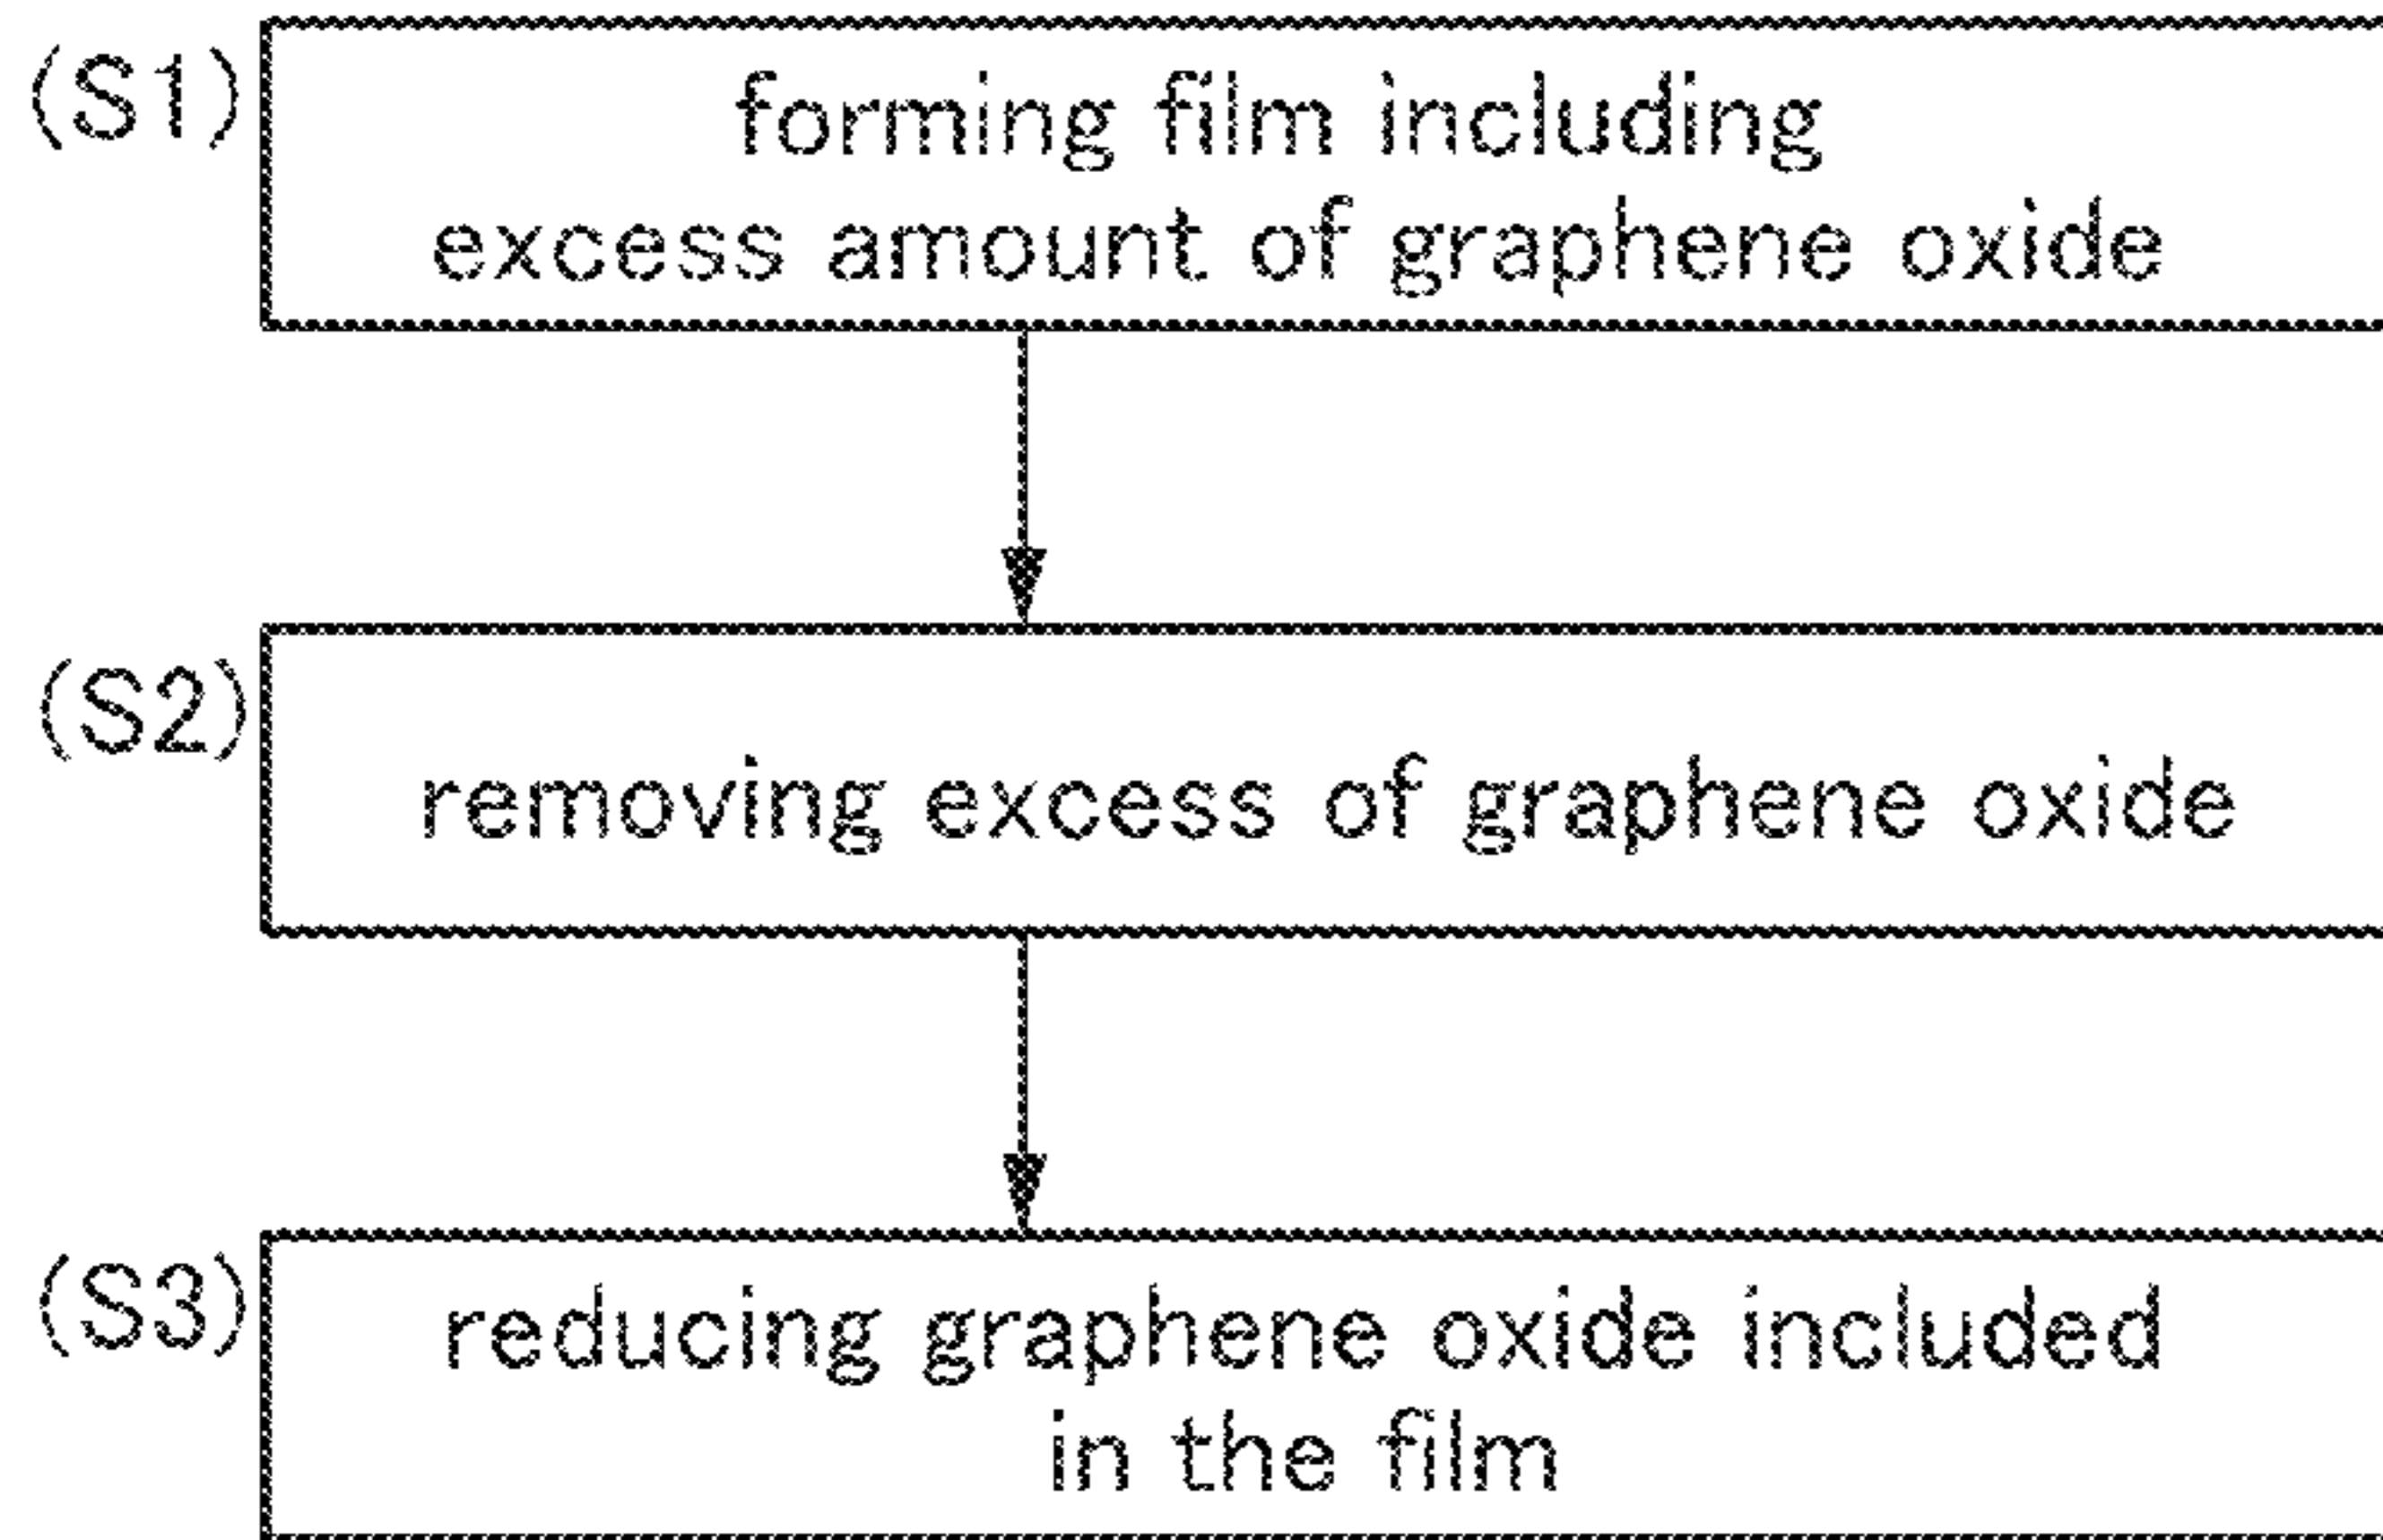 (S1)
forming film including
excess amount of graphene oxide
(S2)
removing excess of graphene oxide
(S3)
reducing graphene oxide included
in the film